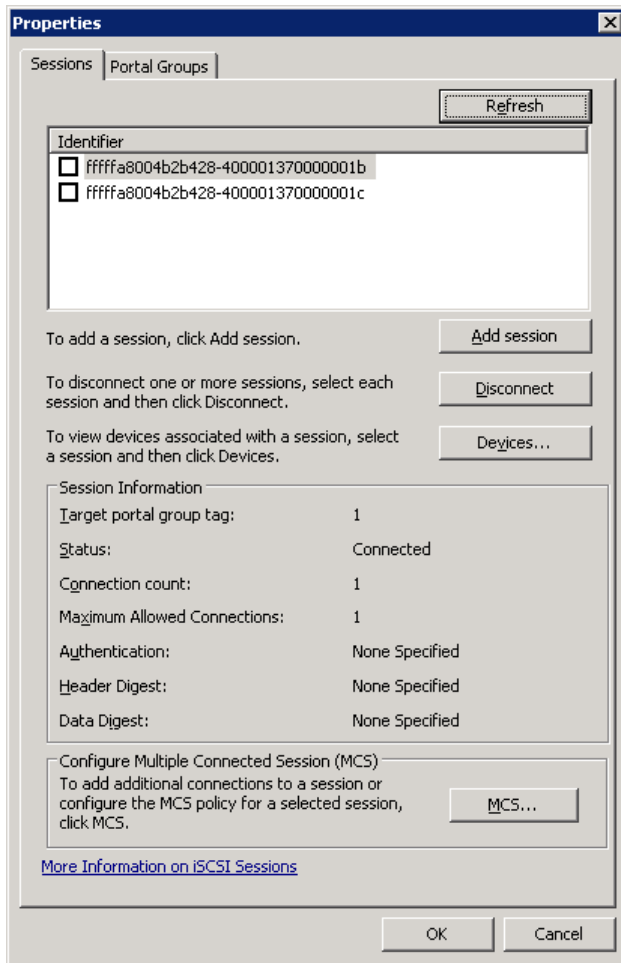 Properties
Sessions
Portal Groups
Refresh
Identifier
fffffa8004b2b428-400001370000001b
fffffa8004b2b428-400001370000001c
To add a session, click Add session.
Add session
To disconnect one or more sessions, select each
session and then click Disconnect.
Disconnect
To view devices associated with a session, select
a session and then click Devices.
Devices...
Session Information
Target portal group tag: 1
Status: Connected
Connection count: 1
Maximum Allowed Connections: 1
Authentication: None Specified
Header Digest: None Specified
Data Digest: None Specified
Configure Multiple Connected Session (MCS)
To add additional connections to a session or
configure the MCS policy for a selected session,
click MCS.
MCS...
More Information on iSCSI Sessions
OK
Cancel